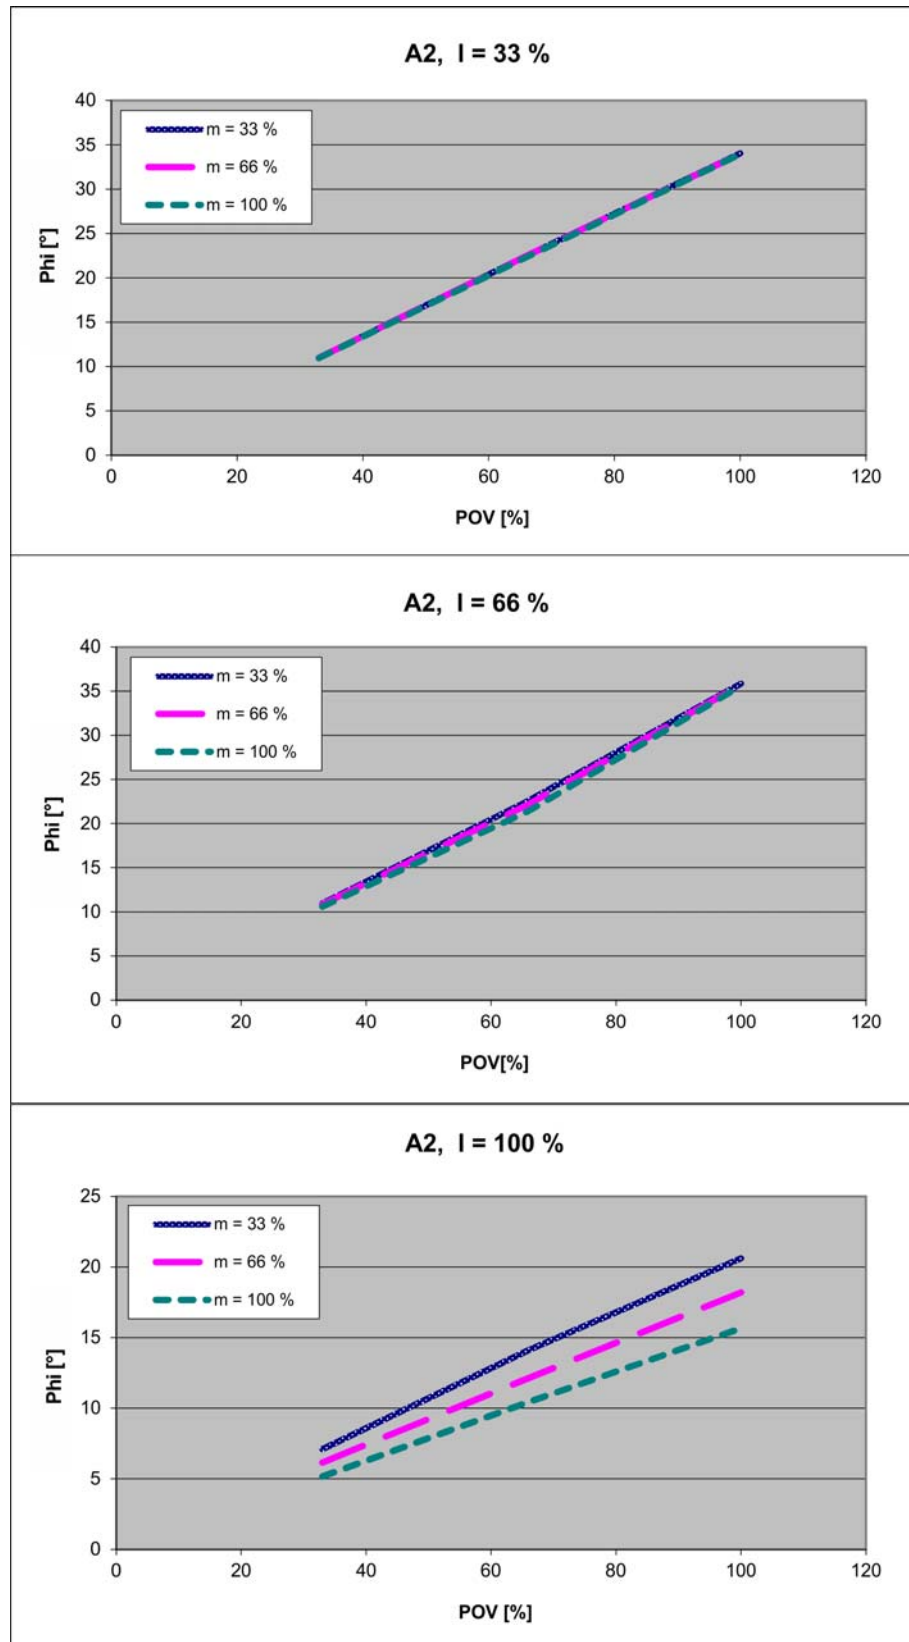 A2, l = 33 %
40
35
30
25
20
15
10
5
0
Phi [°]
m = 33 %
m = 66 %
m = 100 %
0 20 40 60 80 100 120
POV [%]
A2, l = 66 %
40
35
30
25
20
15
10
5
0
Phi [°]
m = 33 %
m = 66 %
m = 100 %
0 20 40 60 80 100 120
POV[%]
A2, l = 100 %
25
20
15
10
5
0
Phi [°]
m = 33 %
m = 66 %
m = 100 %
0 20 40 60 80 100 120
POV [%]